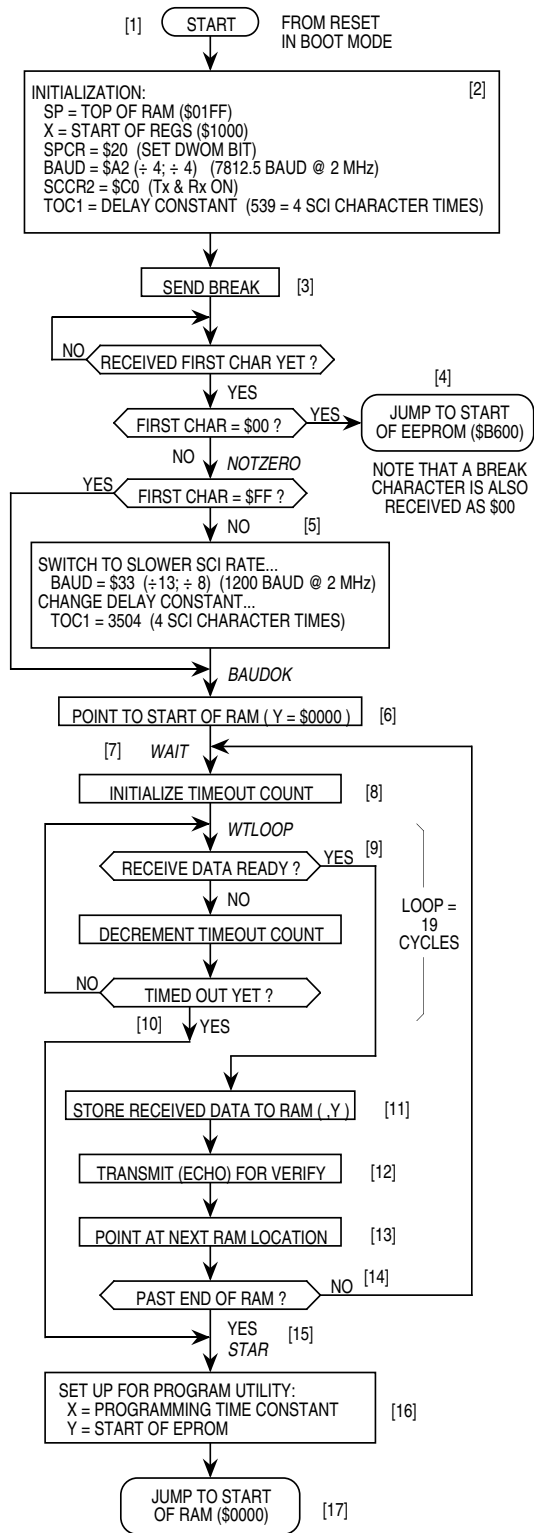 [1] START FROM RESET
IN BOOT MODE
INITIALIZATION: [2]
SP = TOP OF RAM ($01FF)
X = START OF REGS ($1000)
SPCR = $20 (SET DWOM BIT)
BAUD = $A2 (÷ 4; ÷ 4) (7812.5 BAUD @ 2 MHz)
SCCR2 = $C0 (Tx & Rx ON)
TOC1 = DELAY CONSTANT (539 = 4 SCI CHARACTER TIMES)
SEND BREAK [3]
NO RECEIVED FIRST CHAR YET ?
YES
[4]
FIRST CHAR = $00 ? YES JUMP TO START
OF EEPROM ($B600)
NO NOTZERO
NOTE THAT A BREAK
CHARACTER IS ALSO
RECEIVED AS $00
YES FIRST CHAR = $FF ?
NO [5]
SWITCH TO SLOWER SCI RATE...
BAUD = $33 (÷13; ÷ 8) (1200 BAUD @ 2 MHz)
CHANGE DELAY CONSTANT...
TOC1 = 3504 (4 SCI CHARACTER TIMES)
BAUDOK
POINT TO START OF RAM ( Y = $0000 ) [6]
[7] WAIT
INITIALIZE TIMEOUT COUNT [8]
WTLOOP
RECEIVE DATA READY ? YES [9]
NO
LOOP =
19
CYCLES
DECREMENT TIMEOUT COUNT
NO TIMED OUT YET ?
[10] YES
STORE RECEIVED DATA TO RAM ( ,Y ) [11]
TRANSMIT (ECHO) FOR VERIFY [12]
POINT AT NEXT RAM LOCATION [13]
PAST END OF RAM ? NO [14]
YES [15]
STAR
SET UP FOR PROGRAM UTILITY:
X = PROGRAMMING TIME CONSTANT
Y = START OF EPROM
[16]
JUMP TO START
OF RAM ($0000)
[17]